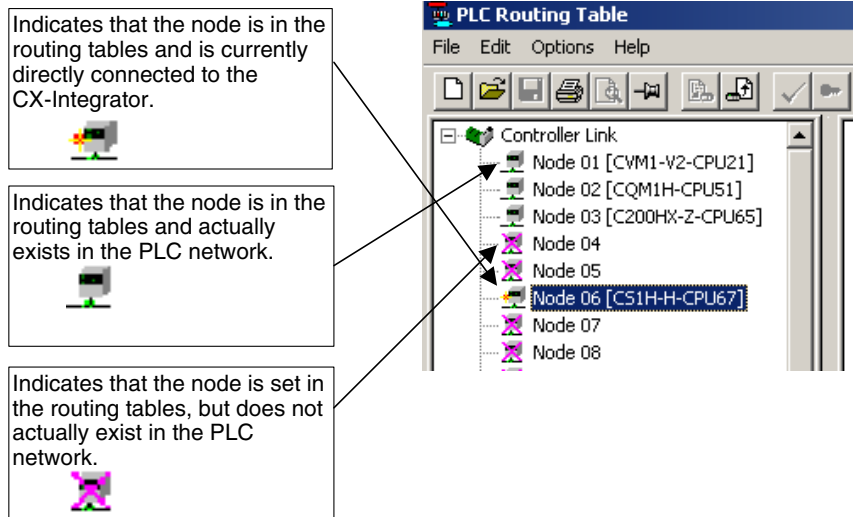 Indicates that the node is in the
routing tables and is currently
directly connected to the
CX-Integrator.
Indicates that the node is in the
routing tables and actually
exists in the PLC network.
Indicates that the node is set in
the routing tables, but does not
actually exist in the PLC
network.
PLC Routing Table
File Edit Options Help
Controller Link
Node 01 [CVM1-V2-CPU21]
Node 02 [CQM1H-CPU51]
Node 03 [C200HX-Z-CPU65]
Node 04
Node 05
Node 06 [CS1H-H-CPU67]
Node 07
Node 08